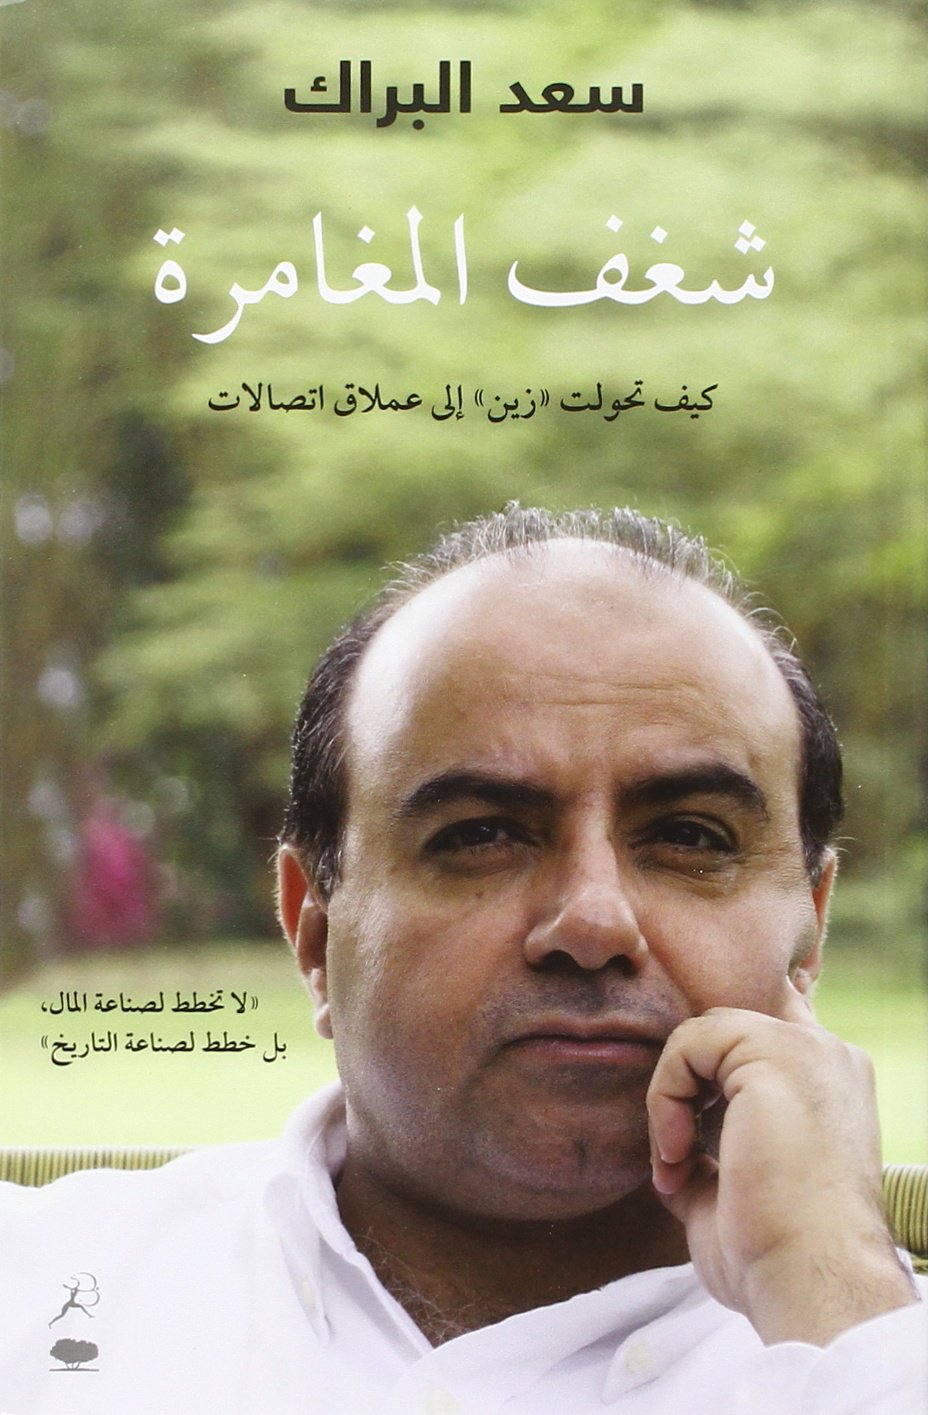 سعد البراك
شغف المغامرة
كيف تحولت «زين» إلى عملاق اتصالات
«لا تخطط لصناعة المال،
بل خطط لصناعة التاريخ»